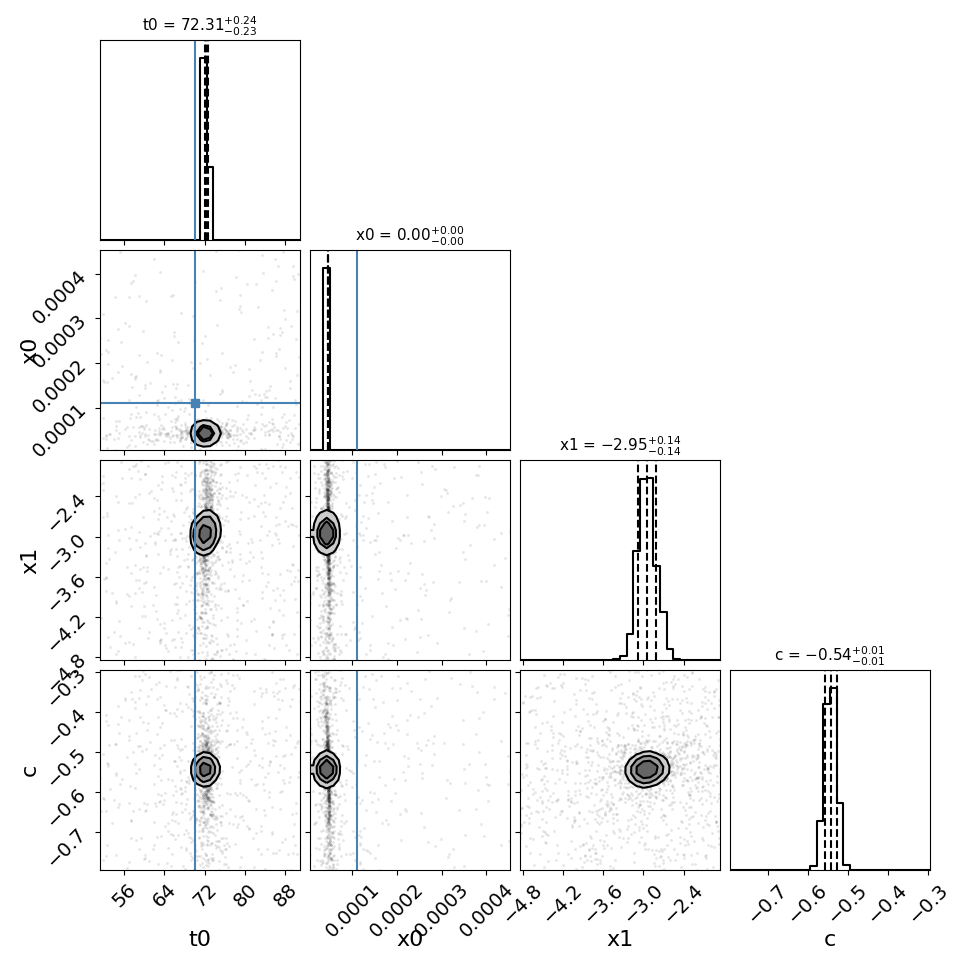 t0 = 72.31+0.24−0.23
x0 = 0.00+0.00−0.00
0.0004
0.0003
0.0002
0.0001
x0
x1 = −2.95+0.14−0.14
−2.4
−3.0
−3.6
−4.2
−4.8
x1
c = −0.54+0.01−0.01
−0.3
−0.4
−0.5
−0.6
−0.7
c
56 64 72 80 88
0.0001 0.0002 0.0003 0.0004
−4.8 −4.2 −3.6 −3.0 −2.4
−0.7 −0.6 −0.5 −0.4 −0.3
t0 x0 x1 c